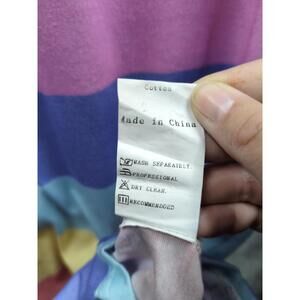 Cotton
Made in China
WASH SEPARATELY.
PROFESSIONAL
DRY CLEAN.
RECOMMENDED